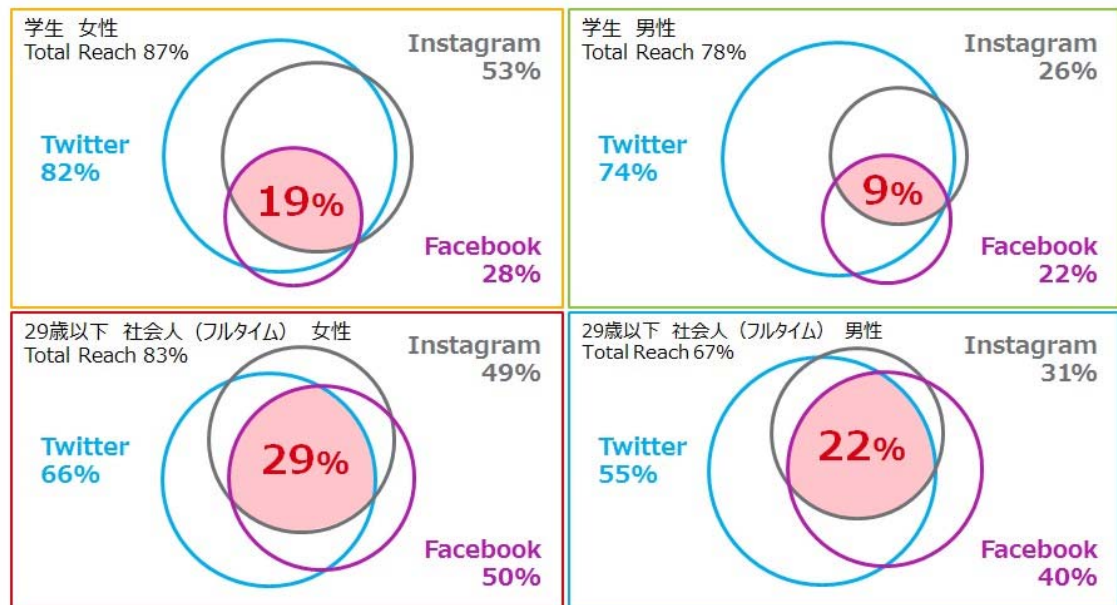 学生 女性
Total Reach 87%
Instagram
53%
Twitter
82%
19%
Facebook
28%
学生 男性
Total Reach 78%
Instagram
26%
Twitter
74%
9%
Facebook
22%
29歳以下 社会人（フルタイム） 女性
Total Reach 83%
Instagram
49%
Twitter
66%
29%
Facebook
50%
29歳以下 社会人（フルタイム） 男性
Total Reach 67%
Instagram
31%
Twitter
55%
22%
Facebook
40%